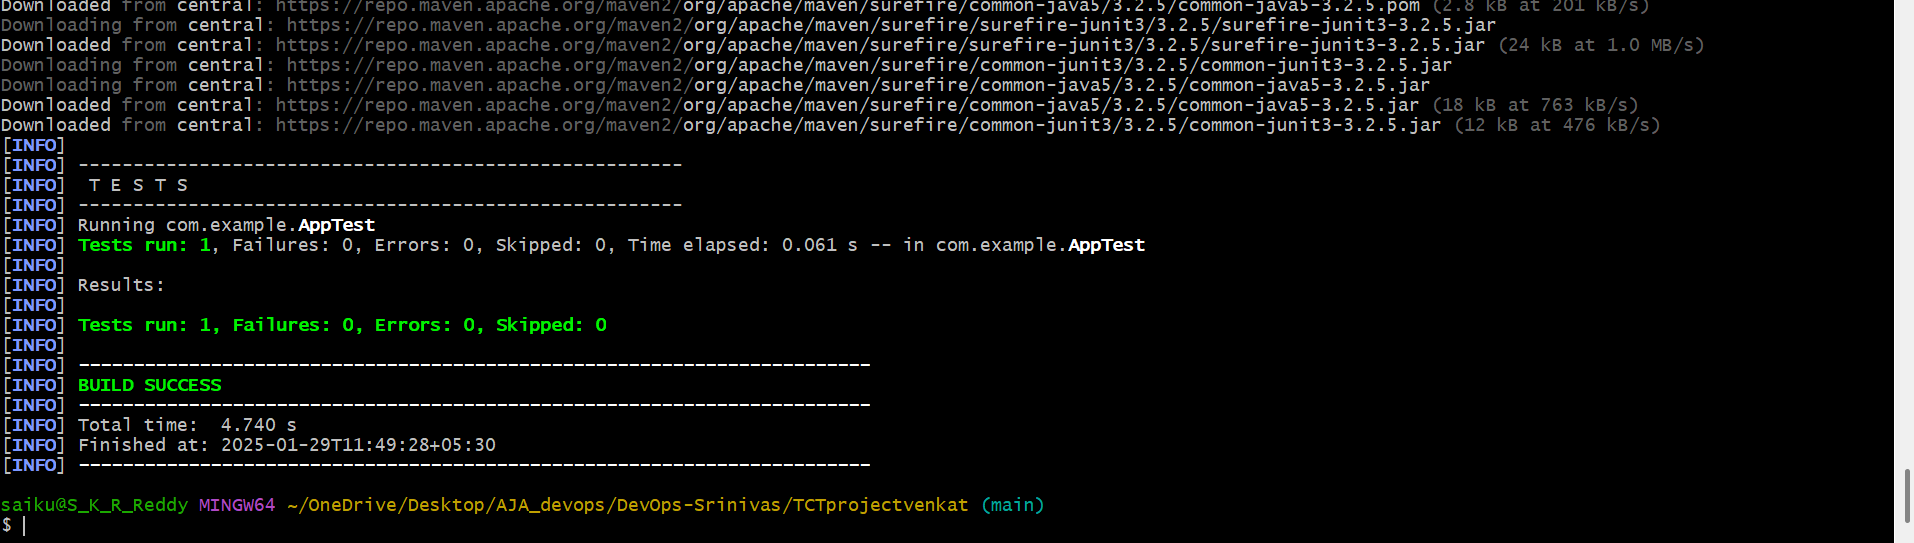 Downloaded from central: https://repo.maven.apache.org/maven2/org/apache/maven/surefire/common-java5/3.2.5/common-java5-3.2.5.pom (2.8 kB at 201 kB/s)
Downloading from central: https://repo.maven.apache.org/maven2/org/apache/maven/surefire/surefire-junit3/3.2.5/surefire-junit3-3.2.5.jar
Downloaded from central: https://repo.maven.apache.org/maven2/org/apache/maven/surefire/surefire-junit3/3.2.5/surefire-junit3-3.2.5.jar (24 kB at 1.0 MB/s)
Downloading from central: https://repo.maven.apache.org/maven2/org/apache/maven/surefire/common-junit3/3.2.5/common-junit3-3.2.5.jar
Downloading from central: https://repo.maven.apache.org/maven2/org/apache/maven/surefire/common-java5/3.2.5/common-java5-3.2.5.jar
Downloaded from central: https://repo.maven.apache.org/maven2/org/apache/maven/surefire/common-java5/3.2.5/common-java5-3.2.5.jar (18 kB at 763 kB/s)
Downloaded from central: https://repo.maven.apache.org/maven2/org/apache/maven/surefire/common-junit3/3.2.5/common-junit3-3.2.5.jar (12 kB at 476 kB/s)
[INFO]
[INFO] -------------------------------------------------------
[INFO]  T E S T S
[INFO] -------------------------------------------------------
[INFO] Running com.example.AppTest
[INFO] Tests run: 1, Failures: 0, Errors: 0, Skipped: 0, Time elapsed: 0.061 s -- in com.example.AppTest
[INFO]
[INFO] Results:
[INFO]
[INFO] Tests run: 1, Failures: 0, Errors: 0, Skipped: 0
[INFO]
[INFO] ------------------------------------------------------------------------
[INFO] BUILD SUCCESS
[INFO] ------------------------------------------------------------------------
[INFO] Total time:  4.740 s
[INFO] Finished at: 2025-01-29T11:49:28+05:30
[INFO] ------------------------------------------------------------------------
saiku@S_K_R_Reddy MINGW64 ~/OneDrive/Desktop/AJA_devops/DevOps-Srinivas/TCTprojectvenkat (main)
$